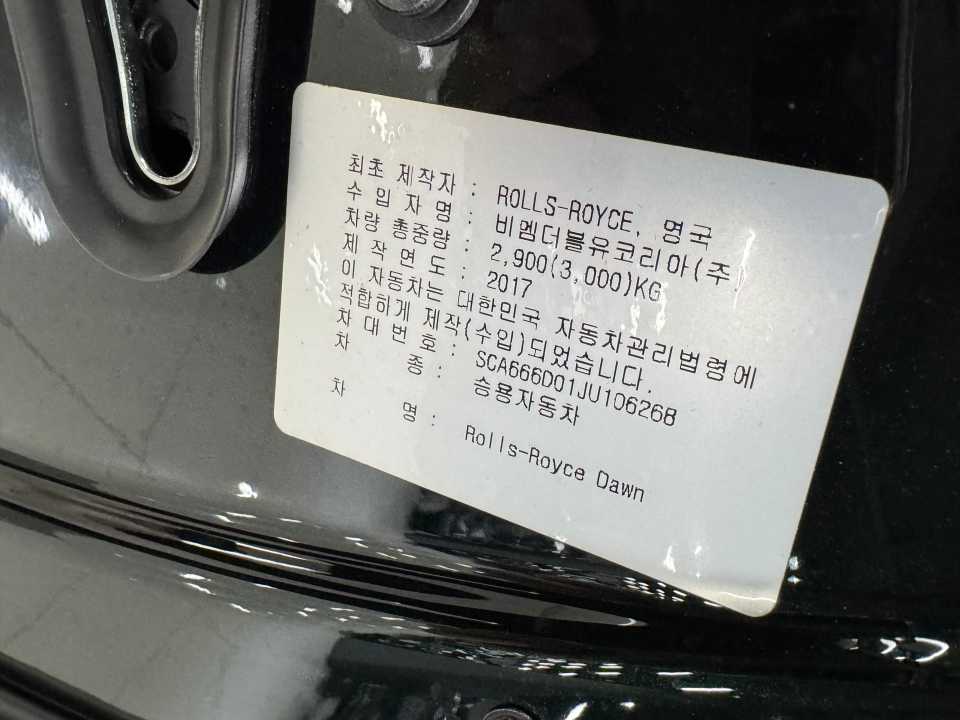 최초 제작자 : ROLLS-ROYCE, 영국
수 입 자 명 : 비엠더블유코리아(주)
차량 총중량 : 2,900(3,000)KG
제 작 연 도 : 2017
이 자동차는 대한민국 자동차관리법령에
적합하게 제작(수입)되었습니다.
차 대 번 호 : SCA666D01JU106268
차 종 : 승용자동차
차 명 : Rolls-Royce Dawn